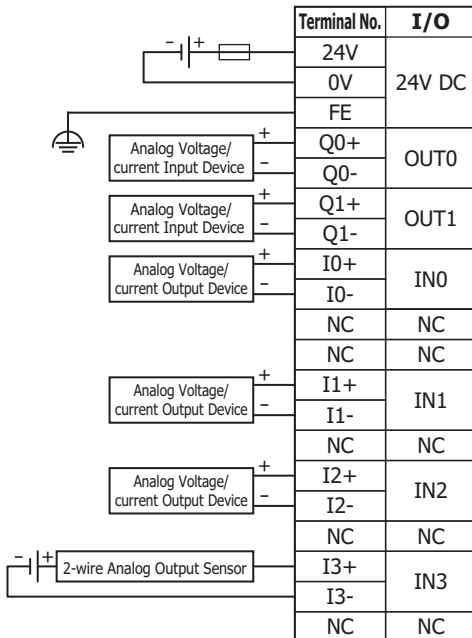 Terminal No. I/O
- + 24V
0V 24V DC
FE
Analog Voltage/
current Input Device + - Q0+ OUT0
Q0-
Analog Voltage/
current Input Device + - Q1+ OUT1
Q1-
Analog Voltage/
current Output Device + - I0+ IN0
I0-
NC NC
NC NC
Analog Voltage/
current Output Device + - I1+ IN1
I1-
NC NC
Analog Voltage/
current Output Device + - I2+ IN2
I2-
NC NC
- + 2-wire Analog Output Sensor I3+ IN3
I3-
NC NC